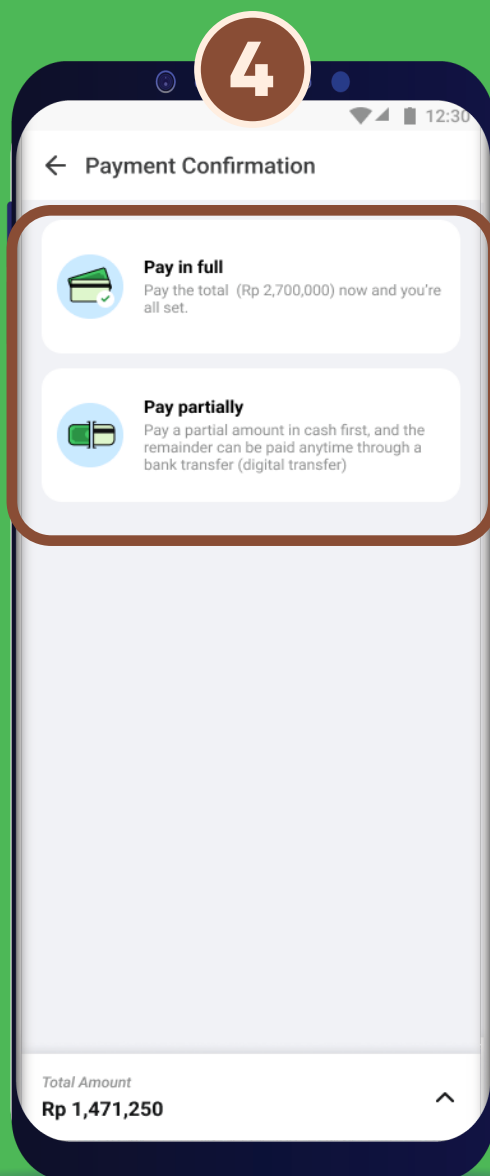 4
12:30
Payment Confirmation
Pay in full
Pay the total (Rp 2,700,000) now and you're
all set.
Pay partially
Pay a partial amount in cash first, and the
remainder can be paid anytime through a
bank transfer (digital transfer)
Total Amount
Rp 1,471,250